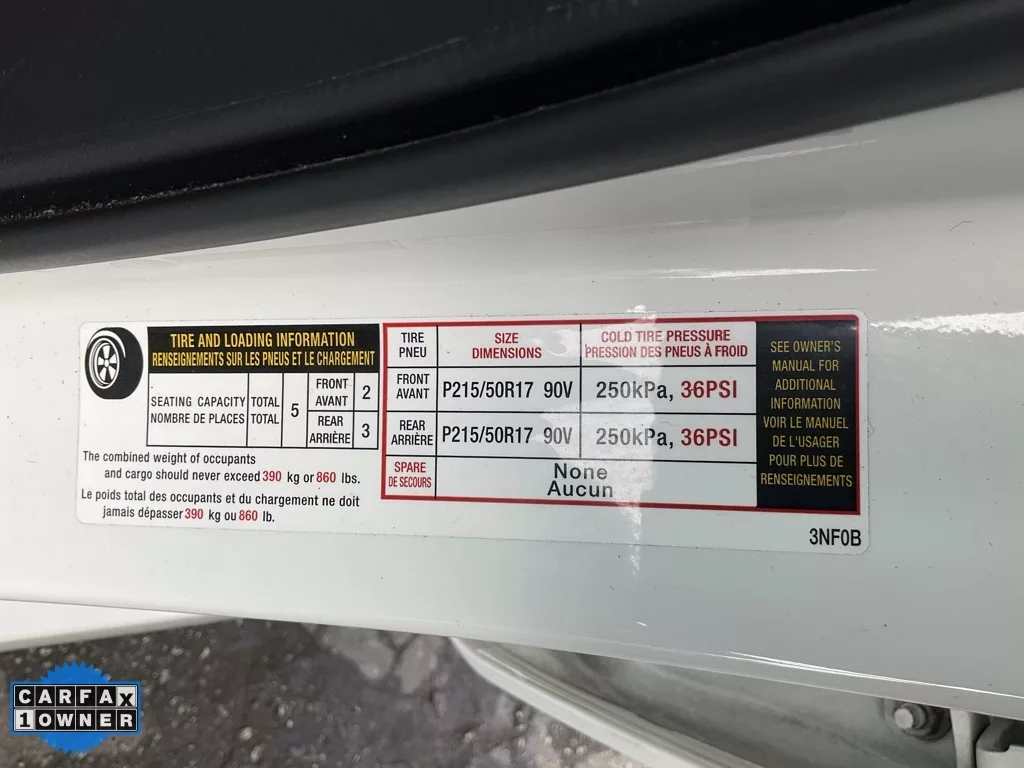 TIRE AND LOADING INFORMATION
RENSEIGNEMENTS SUR LES PNEUS ET LE CHARGEMENT
SEATING CAPACITY
NOMBRE DE PLACES
TOTAL
TOTAL
5
FRONT
AVANT
2
REAR
ARRIÈRE
3
The combined weight of occupants
and cargo should never exceed 390 kg or 860 lbs.
Le poids total des occupants et du chargement ne doit
jamais dépasser 390 kg ou 860 lb.
TIRE
PNEU
SIZE
DIMENSIONS
COLD TIRE PRESSURE
PRESSION DES PNEUS À FROID
FRONT
AVANT
P215/50R17 90V
250kPa, 36PSI
REAR
ARRIÈRE
P215/50R17 90V
250kPa, 36PSI
SPARE
DE SECOURS
None
Aucun
SEE OWNER'S
MANUAL FOR
ADDITIONAL
INFORMATION
VOIR LE MANUEL
DE L'USAGER
POUR PLUS DE
RENSEIGNEMENTS
3NF0B
CARFAX
1 OWNER